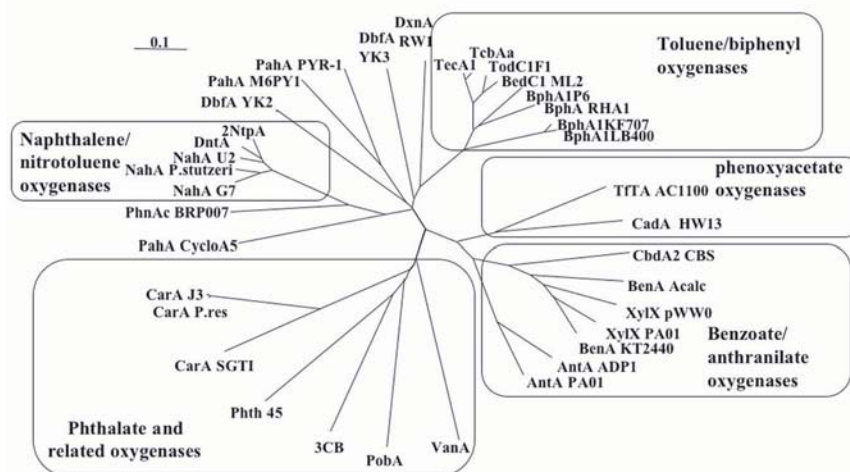 0.1
DxnA
RW1
DbfA
YK3
PahA PYR-1
PahA M6PY1
DbfA YK2
Toluene/biphenyl
oxygenases
TcbAa
TecA1
TodC1F1
BedC1 ML2
BphA1P6
BphA RHA1
BphA1KF707
BphA1LB400
Naphthalene/
nitrotoluene
oxygenases
2NtpA
DntA
NahA U2
NahA P.stutzeri
NahA G7
PhnAc BRP007
PahA CycloA5
phenoxyacetate
oxygenases
TfTA AC1100
CadA HW13
CbdA2 CBS
BenA Acalc
XylX pWW0
XylX PA01
BenA KT2440
AntA ADP1
AntA PA01
Benzoate/
anthranilate
oxygenases
CarA J3
CarA P.res
CarA SGTI
Phth 45
3CB
PobA
VanA
Phthalate and
related oxygenases